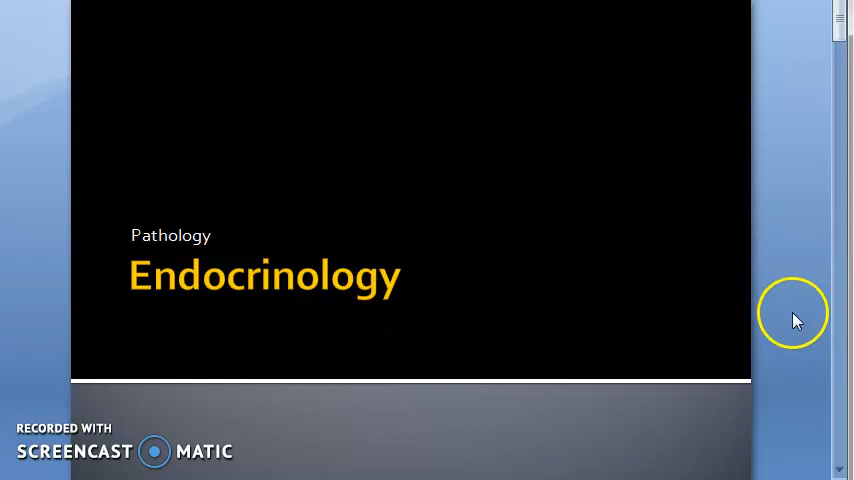 Pathology
Endocrinology
RECORDED WITH
SCREENCAST MATIC